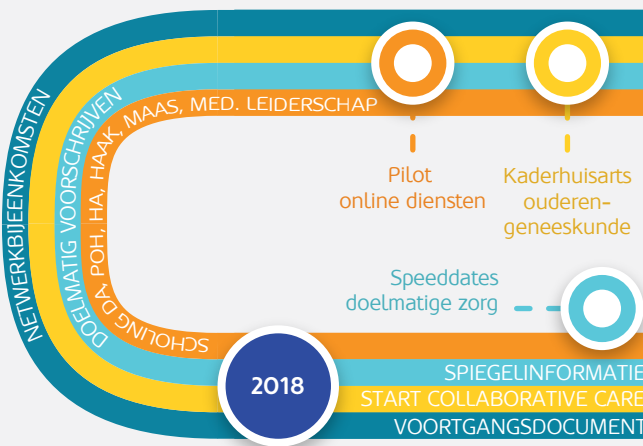 NETWERKBIJEENKOMSTEN
DOELMATIG VOORSCHRIJVEN
SCHOLING DA, POH, HA, HAAK, MAAS, MED. LEIDERSCHAP
Pilot
online diensten
Kaderhuisarts
ouderen-
geneeskunde
Speeddates
doelmatige zorg
2018
SPIEGELINFORMATIE
START COLLABORATIVE CARE
VOORTGANGSDOCUMENT